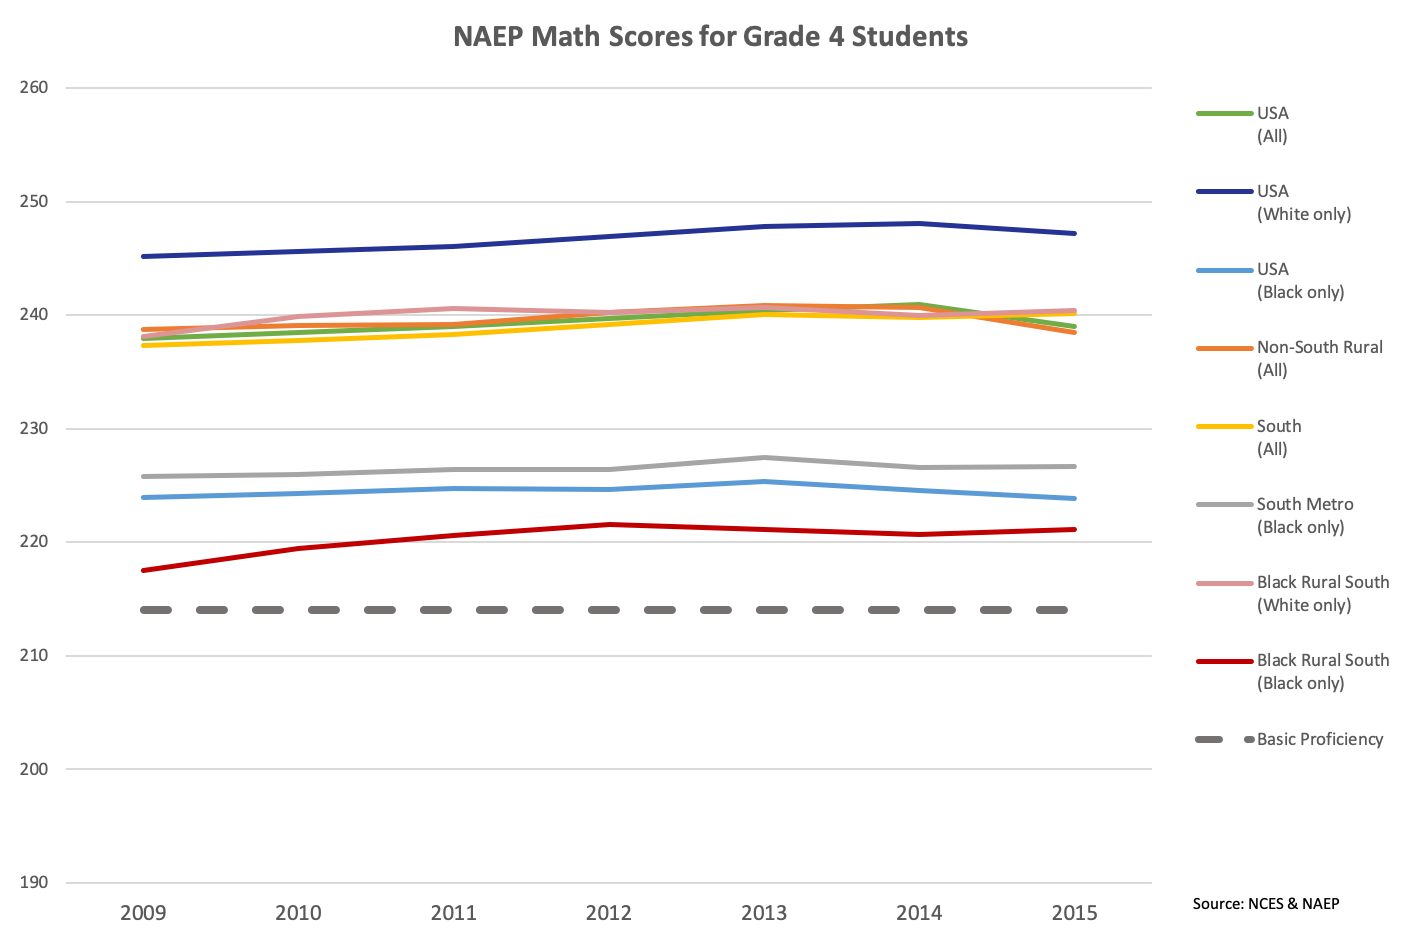 NAEP Math Scores for Grade 4 Students
260
250
240
230
220
210
200
190
2009 2010 2011 2012 2013 2014 2015
USA
(All)
USA
(White only)
USA
(Black only)
Non-South Rural
(All)
South
(All)
South Metro
(Black only)
Black Rural South
(White only)
Black Rural South
(Black only)
Basic Proficiency
Source: NCES & NAEP